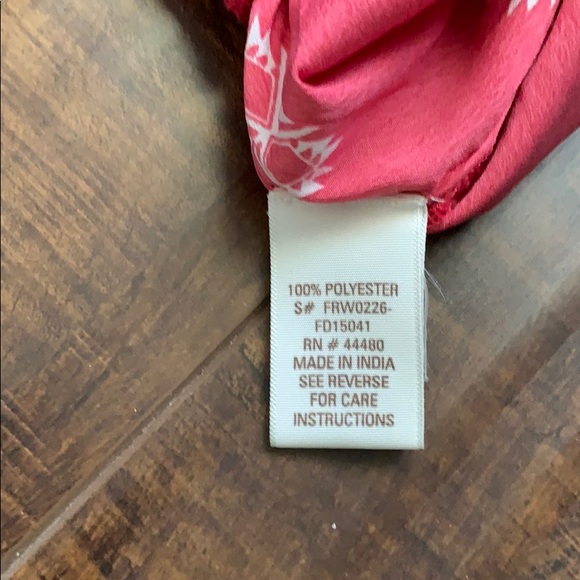 100% POLYESTER
S# FRW0226-
FD15041
RN # 44480
MADE IN INDIA
SEE REVERSE
FOR CARE
INSTRUCTIONS